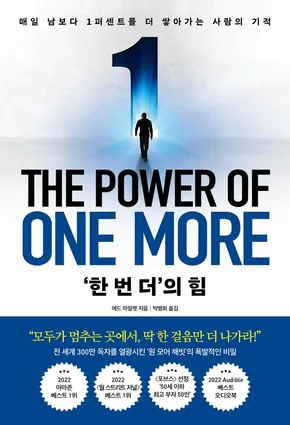 매일 남보다 1퍼센트를 더 쌓아가는 사람의 기적
1
THE POWER OF
ONE MORE
‘한 번 더’의 힘
에드 마일렛 지음 | 박병화 옮김
“모두가 멈추는 곳에서, 딱 한 걸음만 더 나가라!”
전 세계 300만 독자를 열광시킨 '원 모어 해빗'의 폭발적인 비밀
2022
아마존
베스트 1위
2022
〈월 스트리트 저널〉
베스트 1위
〈포브스〉 선정
'50세 이하
최고 부자 50인'
2022 Audible
베스트
오디오북